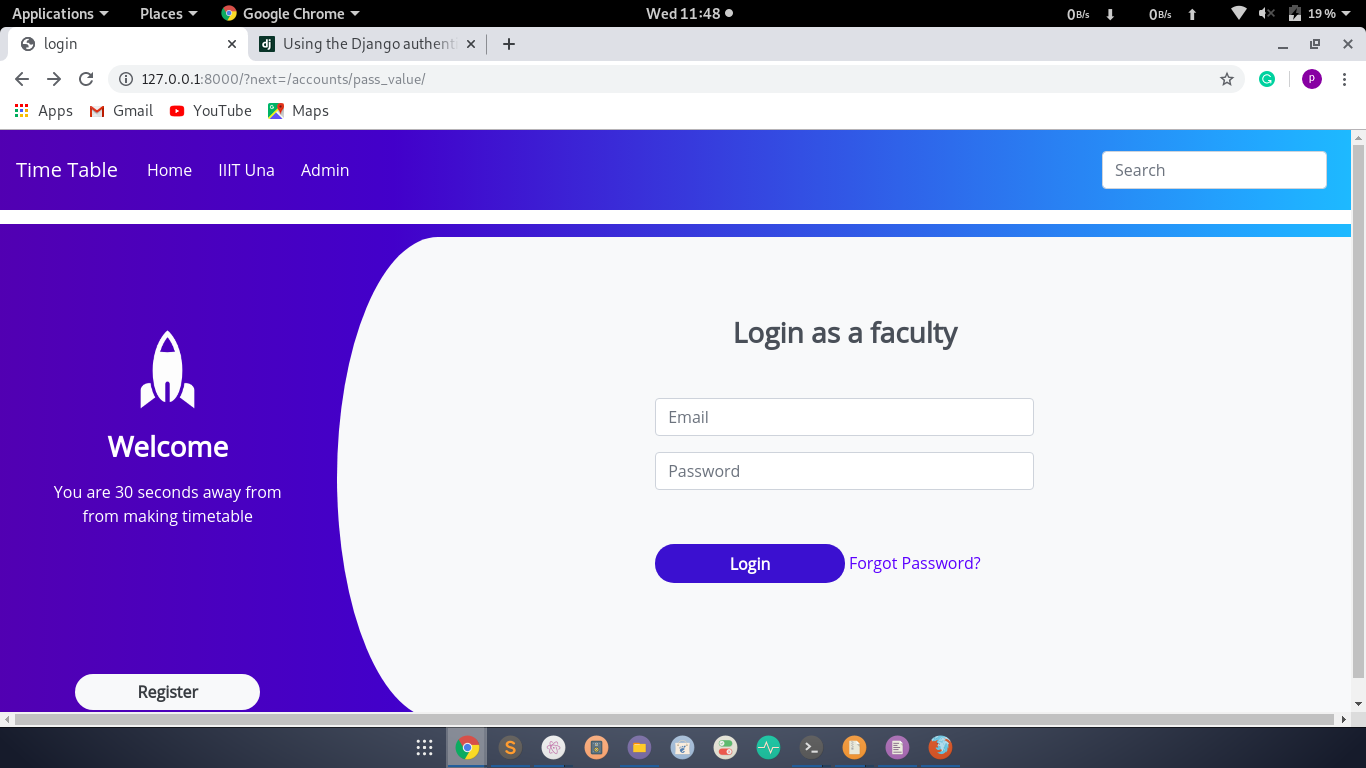 Applications Places Google Chrome Wed 11:48 0B/s 0B/s 19%
login Using the Django authenti
127.0.0.1:8000/?next=/accounts/pass_value/ p
Apps Gmail YouTube Maps
Time Table Home IIIT Una Admin Search
Login as a faculty
Email
Welcome
Password
You are 30 seconds away from
from making timetable
Login Forgot Password?
Register